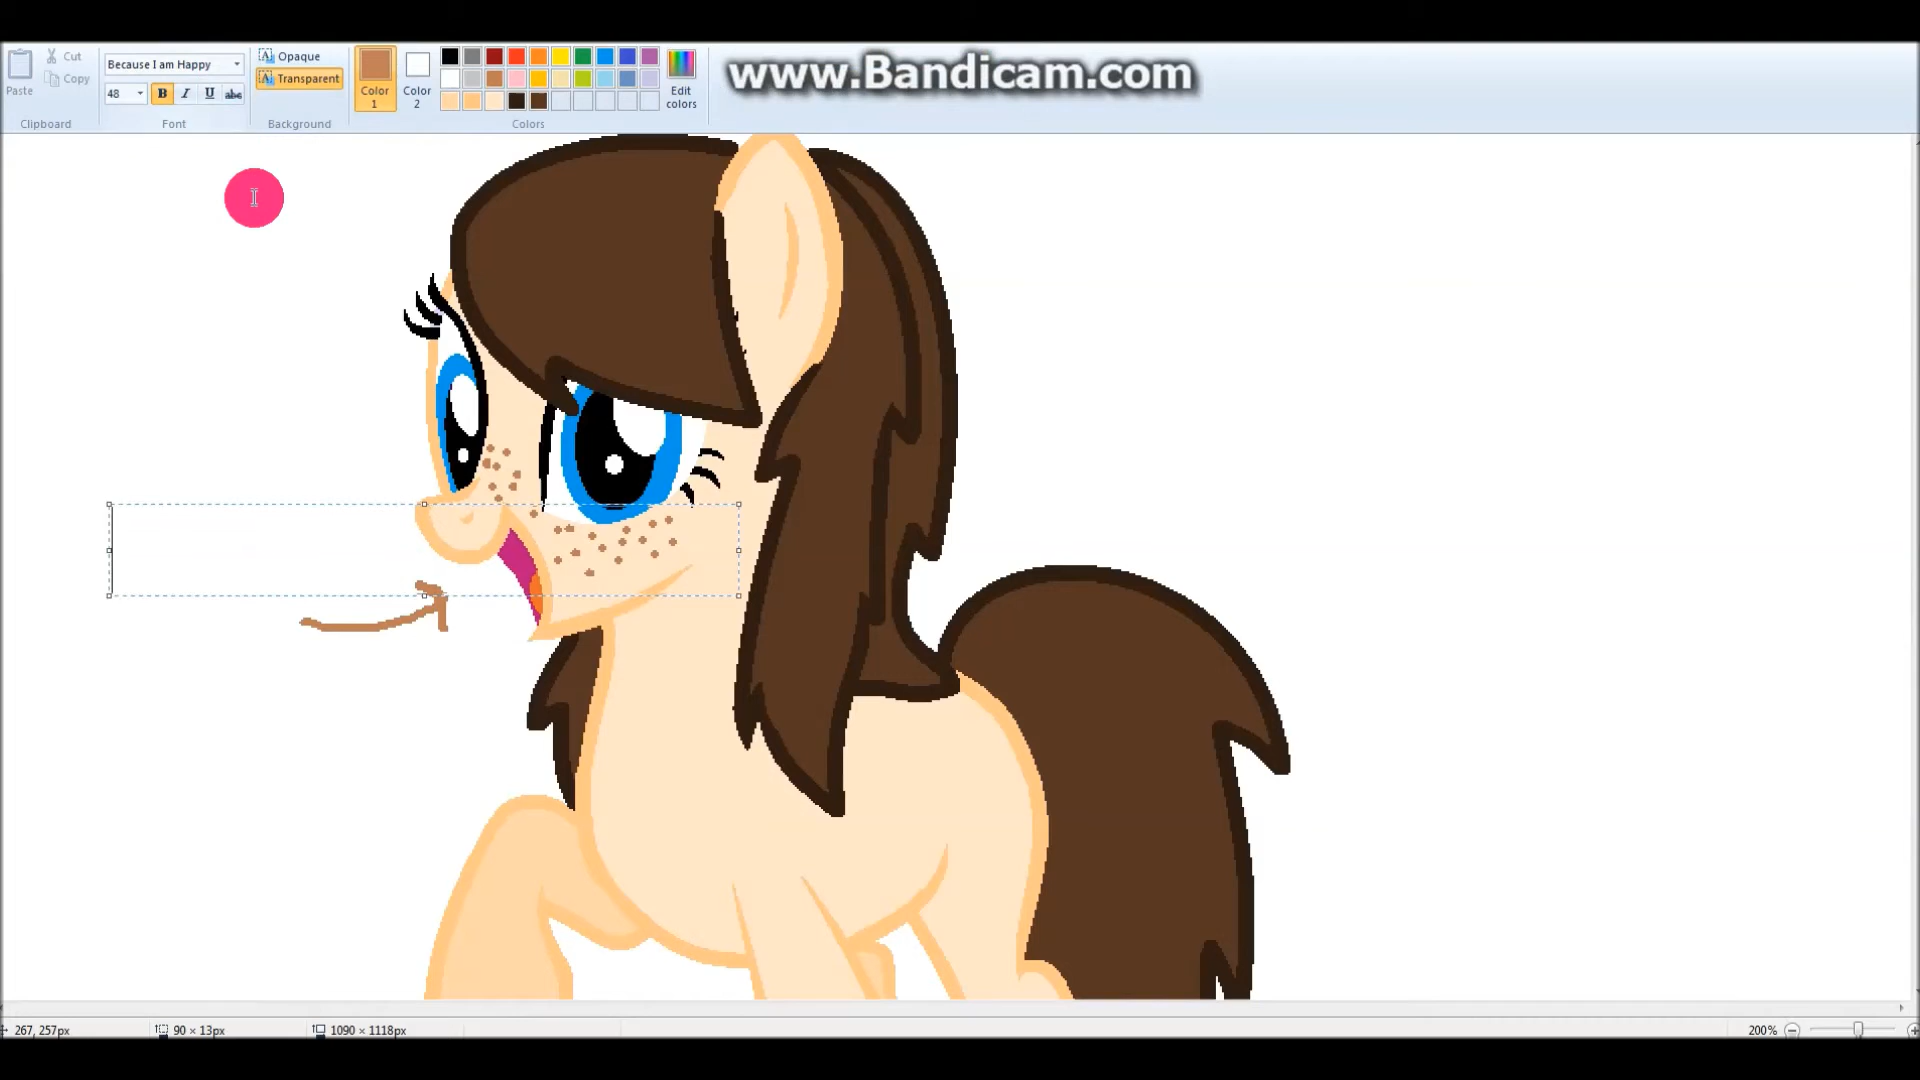 www.Bandicam.com
Cut
Copy
Paste
Clipboard
Because I am Happy
48
B I U abc
Font
Opaque
Transparent
Background
Color 1
Color 2
Edit colors
Colors
267, 257px
90 × 13px
1090 × 1118px
200%